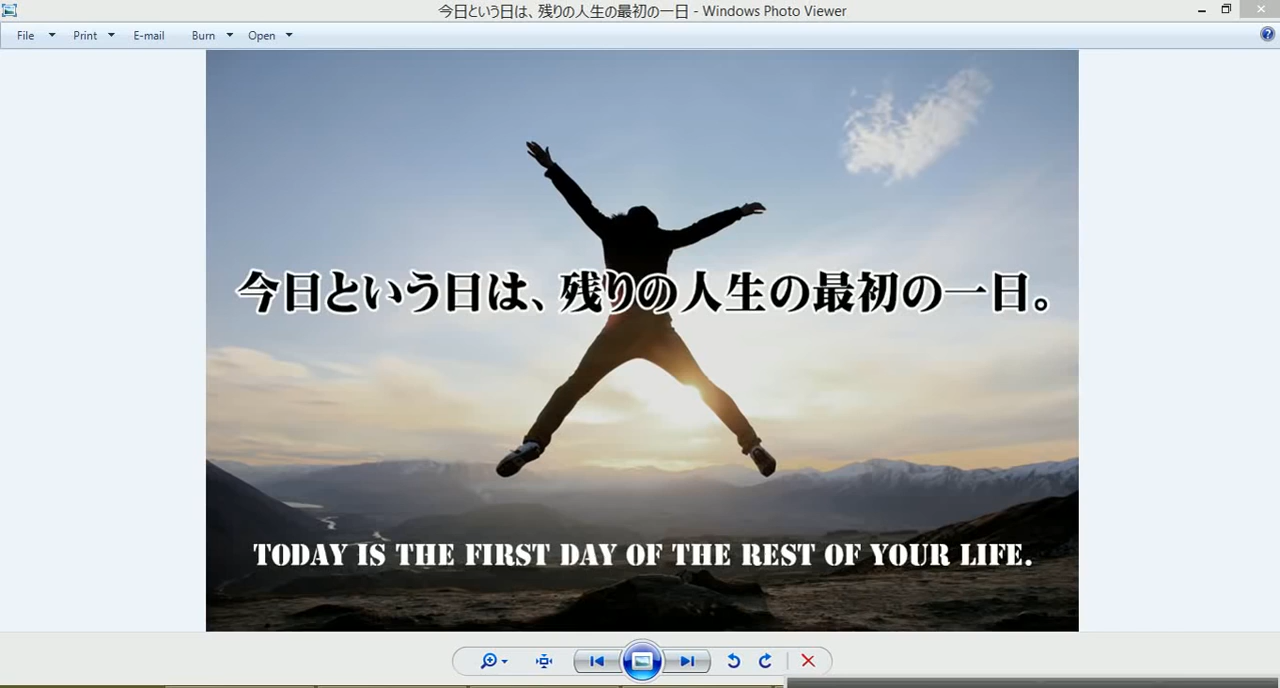 今日という日は、残りの人生の最初の一日 - Windows Photo Viewer
File Print E-mail Burn Open
今日という日は、残りの人生の最初の一日。
TODAY IS THE FIRST DAY OF THE REST OF YOUR LIFE.